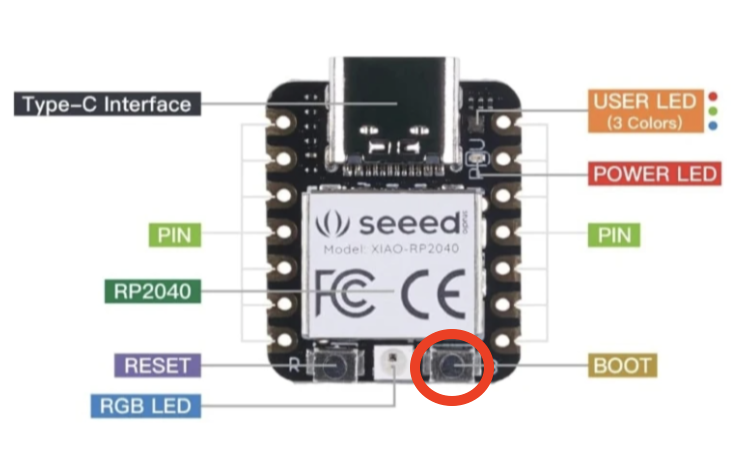 Type-C Interface
USER LED
(3 Colors)
POWER LED
PIN
PIN
seeed
studio
Model: XIAO-RP2040
RP2040
FC CE
RESET
R
BOOT
RGB LED